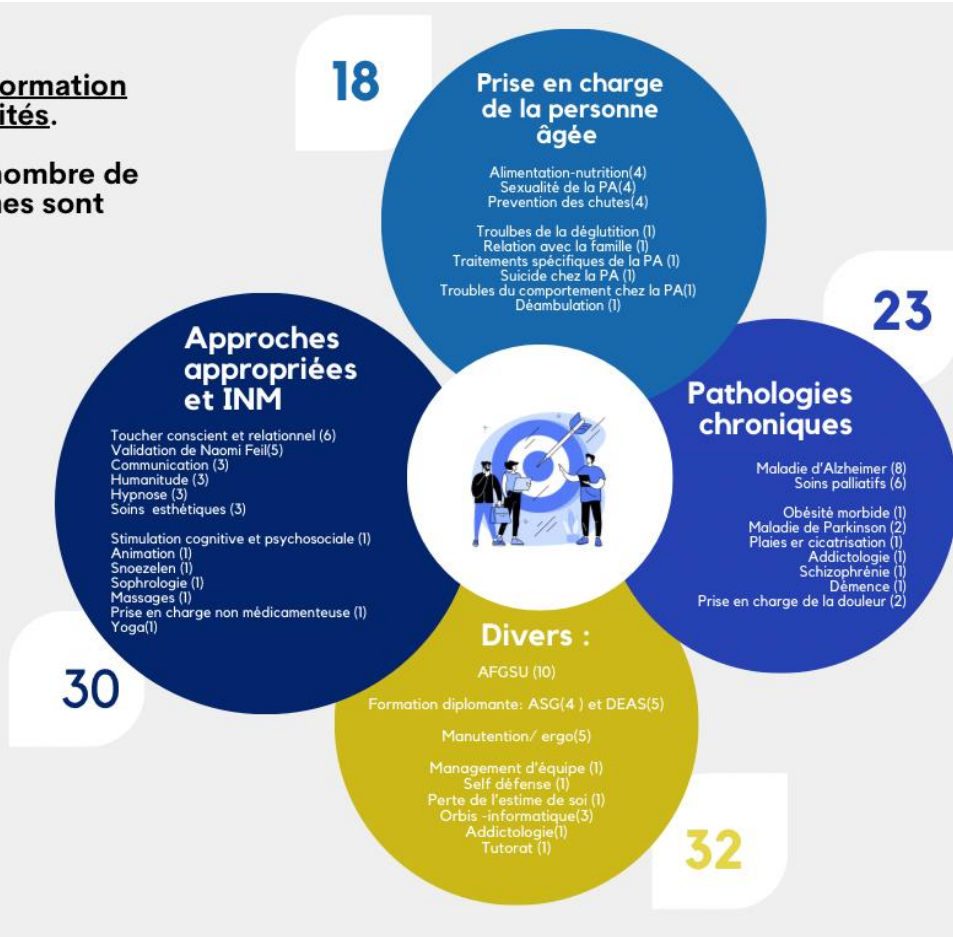 ormation
ités.
nombre de
nes sont
18
Prise en charge
de la personne
âgée
Alimentation-nutrition(4)
Sexualité de la PA(4)
Prevention des chutes(4)
Troulbes de la déglutition (1)
Relation avec la famille (1)
Traitements spécifiques de la PA (1)
Suicide chez la PA (1)
Troubles du comportement chez la PA(1)
Déambulation (1)
23
Pathologies
chroniques
Maladie d'Alzheimer (8)
Soins palliatifs (6)
Obésité morbide (1)
Maladie de Parkinson (2)
Plaies er cicatrisation (1)
Addictologie (1)
Schizophrènie (1)
Démence (1)
Prise en charge de la douleur (2)
Approches
appropriées
et INM
Toucher conscient et relationnel (6)
Validation de Naomi Feil(5)
Communication (3)
Humanitude (3)
Hypnose (3)
Soins esthétiques (3)
Stimulation cognitive et psychosociale (1)
Animation (1)
Snoezelen (1)
Sophrologie (1)
Massages (1)
Prise en charge non médicamenteuse (1)
Yoga(1)
30
Divers :
AFGSU (10)
Formation diplomante: ASG(4 ) et DEAS(5)
Manutention/ ergo(5)
Management d'équipe (1)
Self défense (1)
Perte de l'estime de soi (1)
Orbis -informatique(3)
Addictologie(1)
Tutorat (1)
32